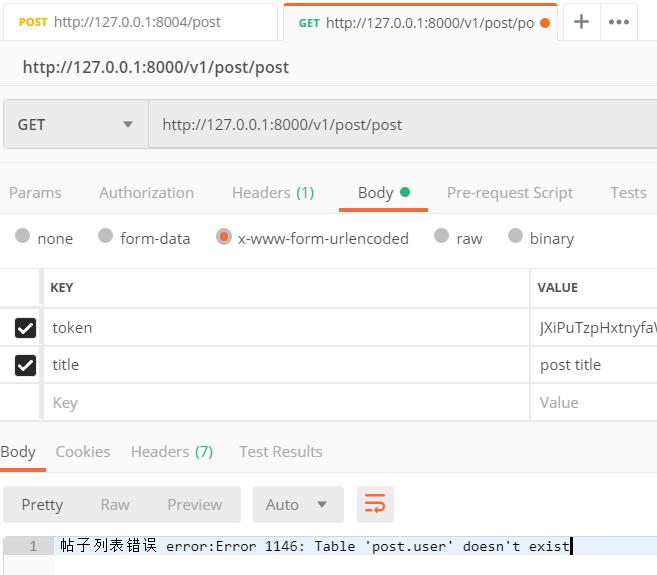 POST http://127.0.0.1:8004/post GET http://127.0.0.1:8000/v1/post/po
http://127.0.0.1:8000/v1/post/post
GET http://127.0.0.1:8000/v1/post/post
Params Authorization Headers (1) Body Pre-request Script Tests
none form-data x-www-form-urlencoded raw binary
KEY VALUE
token JXiPuTzpHxtnyfa
title post title
Key Value
Body Cookies Headers (7) Test Results
Pretty Raw Preview Auto
1 帖子列表错误 error:Error 1146: Table 'post.user' doesn't exist